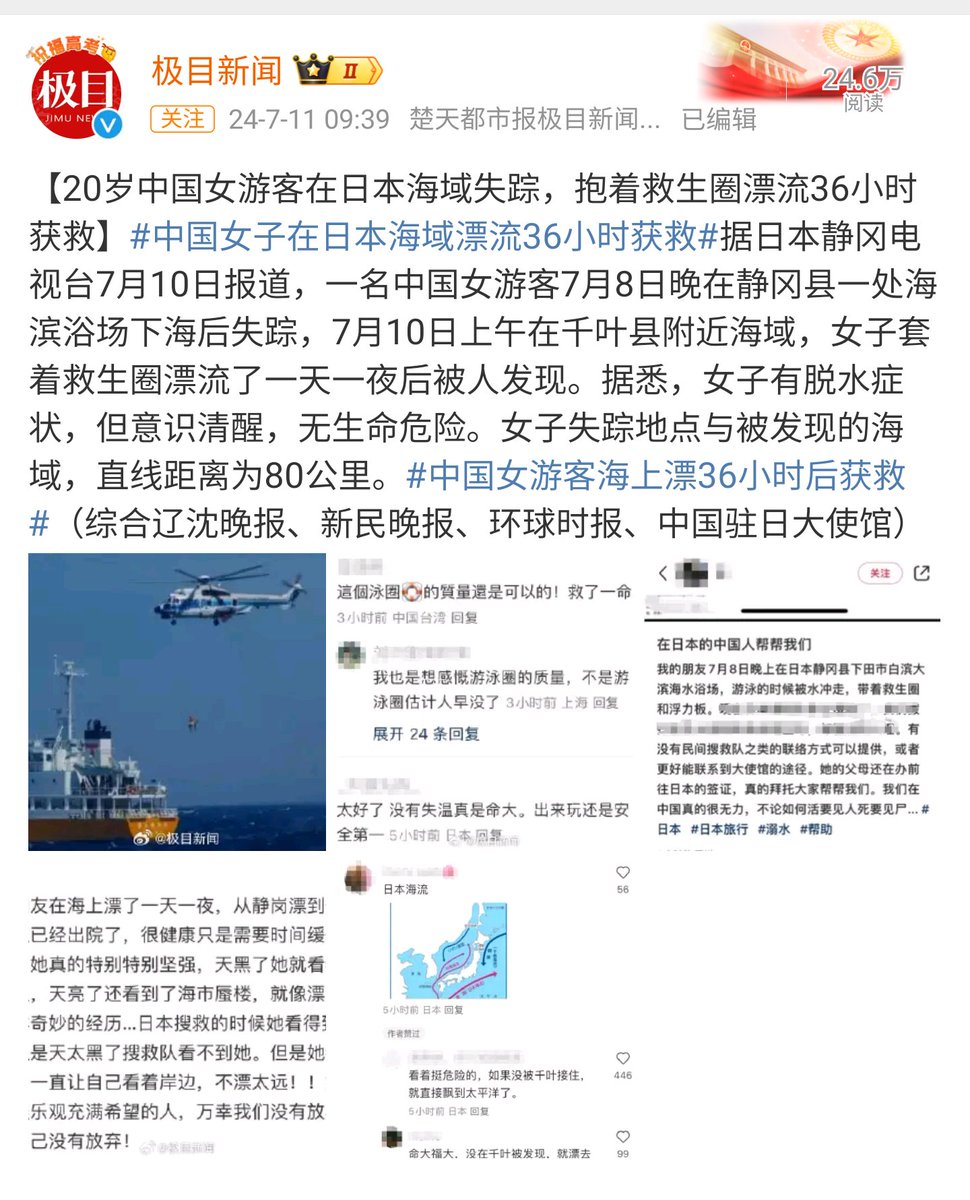 祝福高考
极目
JIMU NE
极目新闻
II
关注 24-7-11 09:39 楚天都市报极目新闻... 已编辑
24.6万
阅读
【20岁中国女游客在日本海域失踪，抱着救生圈漂流36小时
获救】#中国女子在日本海域漂流36小时获救#据日本静冈电
视台7月10日报道，一名中国女游客7月8日晚在静冈县一处海
滨浴场下海后失踪，7月10日上午在千叶县附近海域，女子套
着救生圈漂流了一天一夜后被人发现。据悉，女子有脱水症
状，但意识清醒，无生命危险。女子失踪地点与被发现的海
域，直线距离为80公里。#中国女游客海上漂36小时后获救
#（综合辽沈晚报、新民晚报、环球时报、中国驻日大使馆）
@极目新闻
這個泳圈的質量還是可以的！救了一命
3小时前 中国台湾 回复
我也是想感慨游泳圈的质量，不是游
泳圈估计人早没了 3小时前 上海 回复
展开 24 条回复
太好了 没有失温真是命大。出来玩还是安
全第一 5小时前 日本 回复
@极目新闻
关注
在日本的中国人帮帮我们
我的朋友7月8日晚上在日本静冈县下田市白滨大
滨海水浴场，游泳的时候被水冲走，带着救生圈
和浮力板。
有
没有民间搜救队之类的联络方式可以提供，或者
更好能联系到大使馆的途径。她的父母还在办前
往日本的签证，真的拜托大家帮帮我们。我们在
中国真的很无力，不论如何活要见人死要见尸...#
日本 #日本旅行 #溺水 #帮助
友在海上漂了一天一夜，从静岗漂到
已经出院了，很健康只是需要时间缓
她真的特别特别坚强，天黑了她就看
，天亮了还看到了海市蜃楼，就像漂
奇妙的经历...日本搜救的时候她看得到
是天太黑了搜救队看不到她。但是她
一直让自己看着岸边，不漂太远！！
乐观充满希望的人，万幸我们没有放
己没有放弃！
@极目新闻
56
日本海流
5小时前 日本 回复
作者赞过
看着挺危险的，如果没被千叶接住，
就直接飘到太平洋了。
446
5小时前 日本 回复
命大福大，没在千叶被发现，就漂去
99